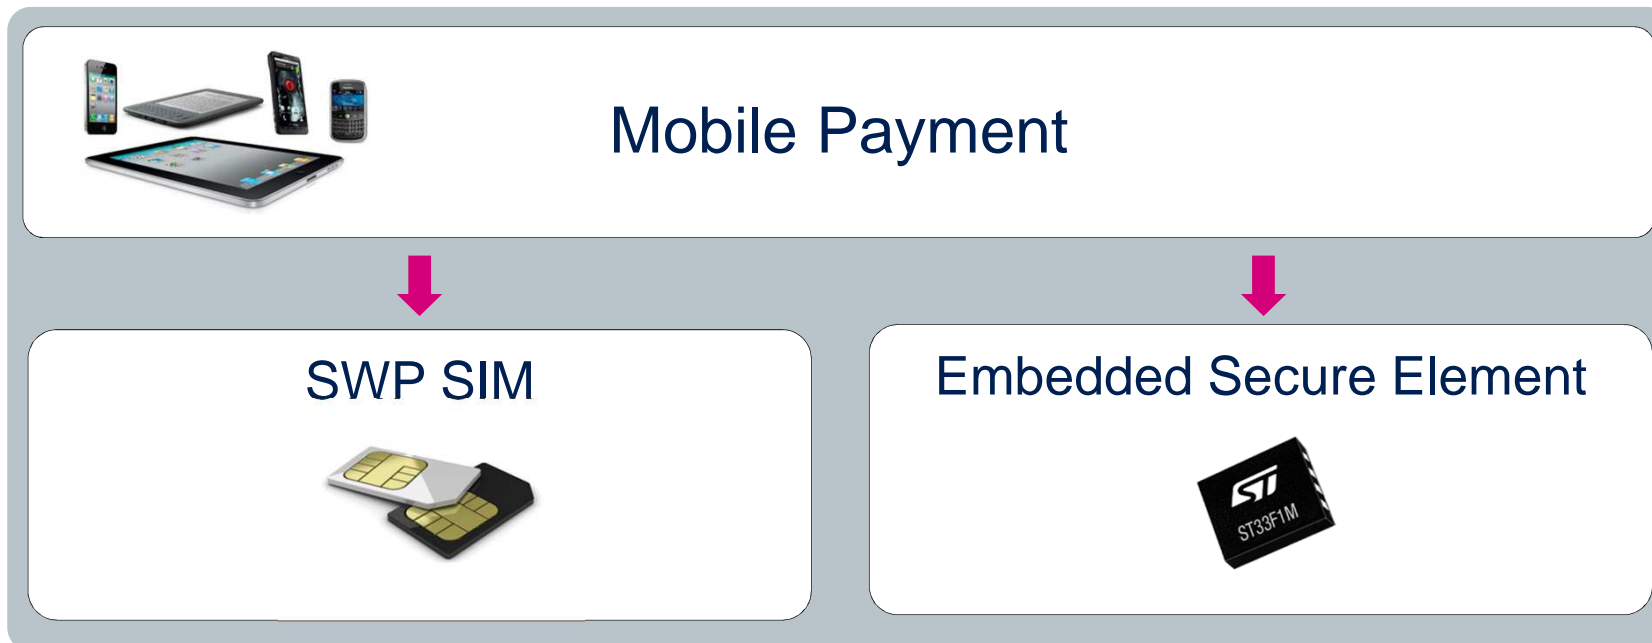 Mobile Payment
SWP SIM
Embedded Secure Element
ST
ST33F1M